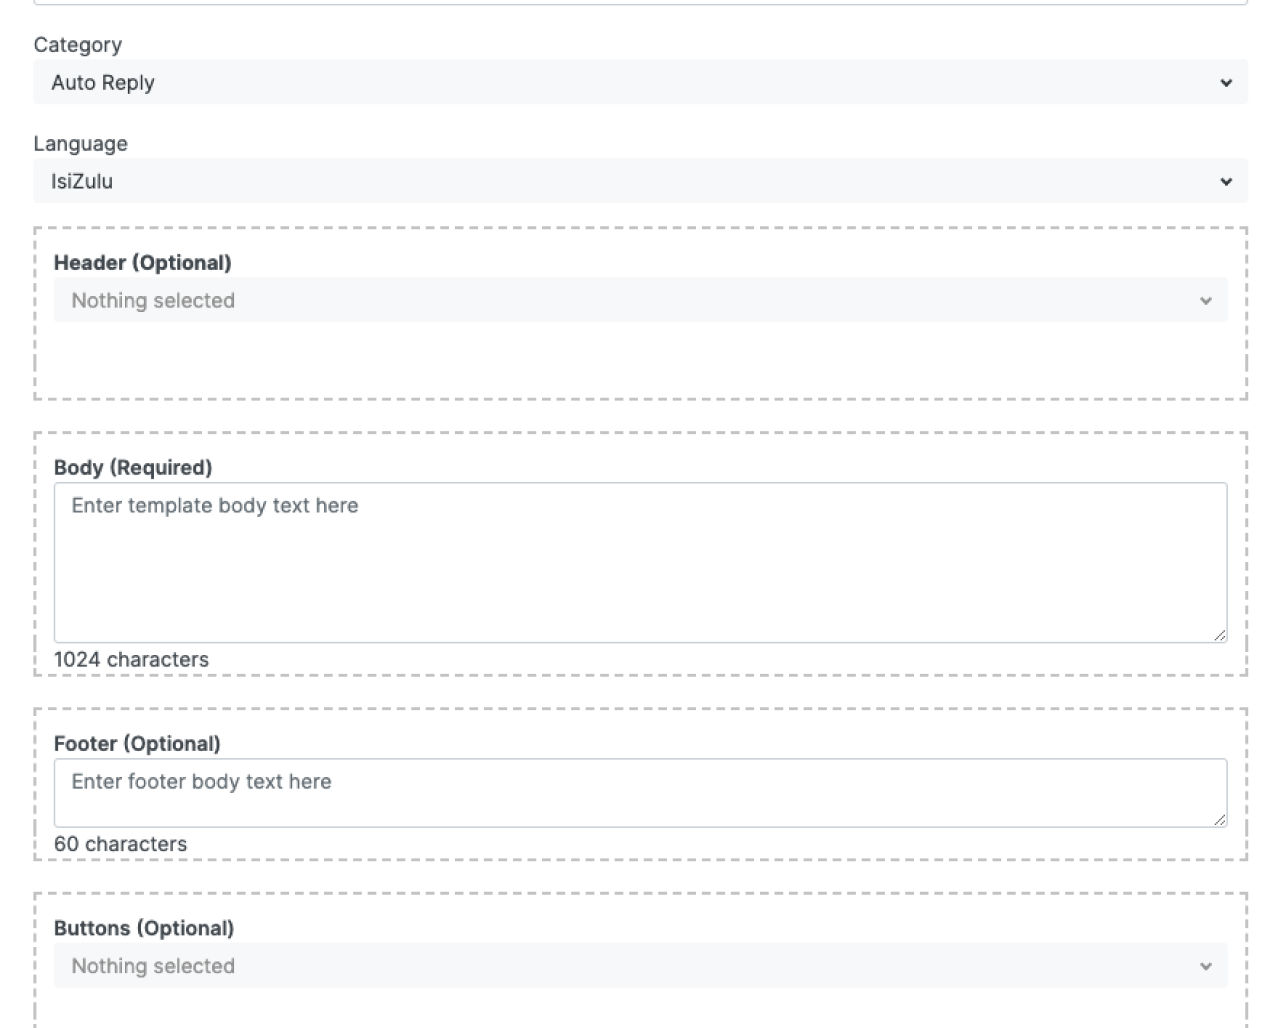 Category
Auto Reply
Language
IsiZulu
Header (Optional)
Nothing selected
Body (Required)
Enter template body text here
1024 characters
Footer (Optional)
Enter footer body text here
60 characters
Buttons (Optional)
Nothing selected